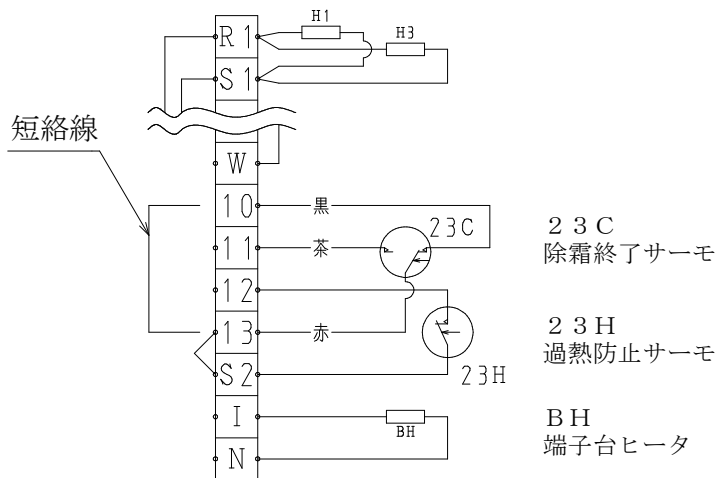 H1
R1
H3
S1
短絡線
W
10
黒
23C
23C
除霜終了サーモ
11
茶
12
13
赤
23H
過熱防止サーモ
S2
23H
I
BH
BH
端子台ヒータ
N